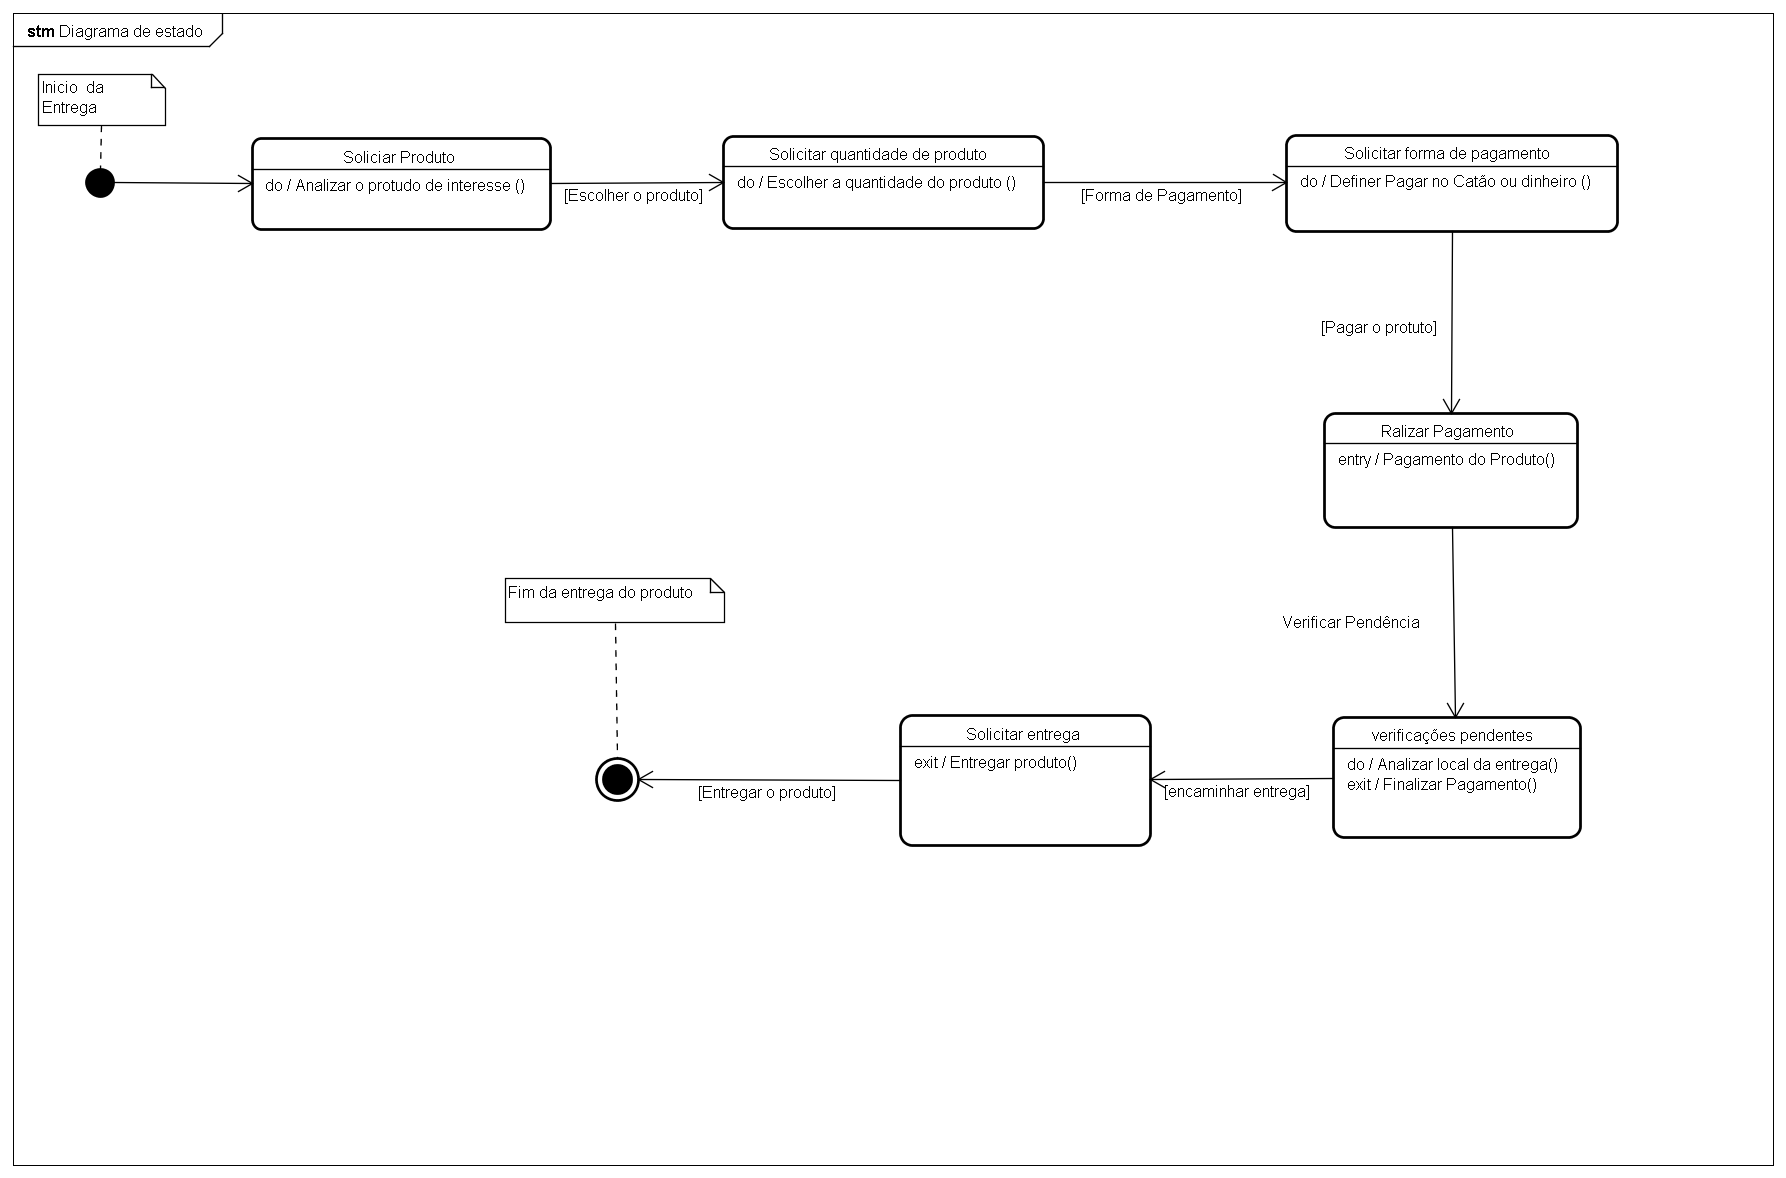 stm Diagrama de estado
Inicio da
Entrega
Soliciar Produto
do / Analizar o protudo de interesse ()
[Escolher o produto]
Solicitar quantidade de produto
do / Escolher a quantidade do produto ()
[Forma de Pagamento]
Solicitar forma de pagamento
do / Definer Pagar no Catão ou dinheiro ()
[Pagar o protuto]
Ralizar Pagamento
entry / Pagamento do Produto()
Verificar Pendência
verificações pendentes
do / Analizar local da entrega()
exit / Finalizar Pagamento()
[encaminhar entrega]
Solicitar entrega
exit / Entregar produto()
[Entregar o produto]
Fim da entrega do produto